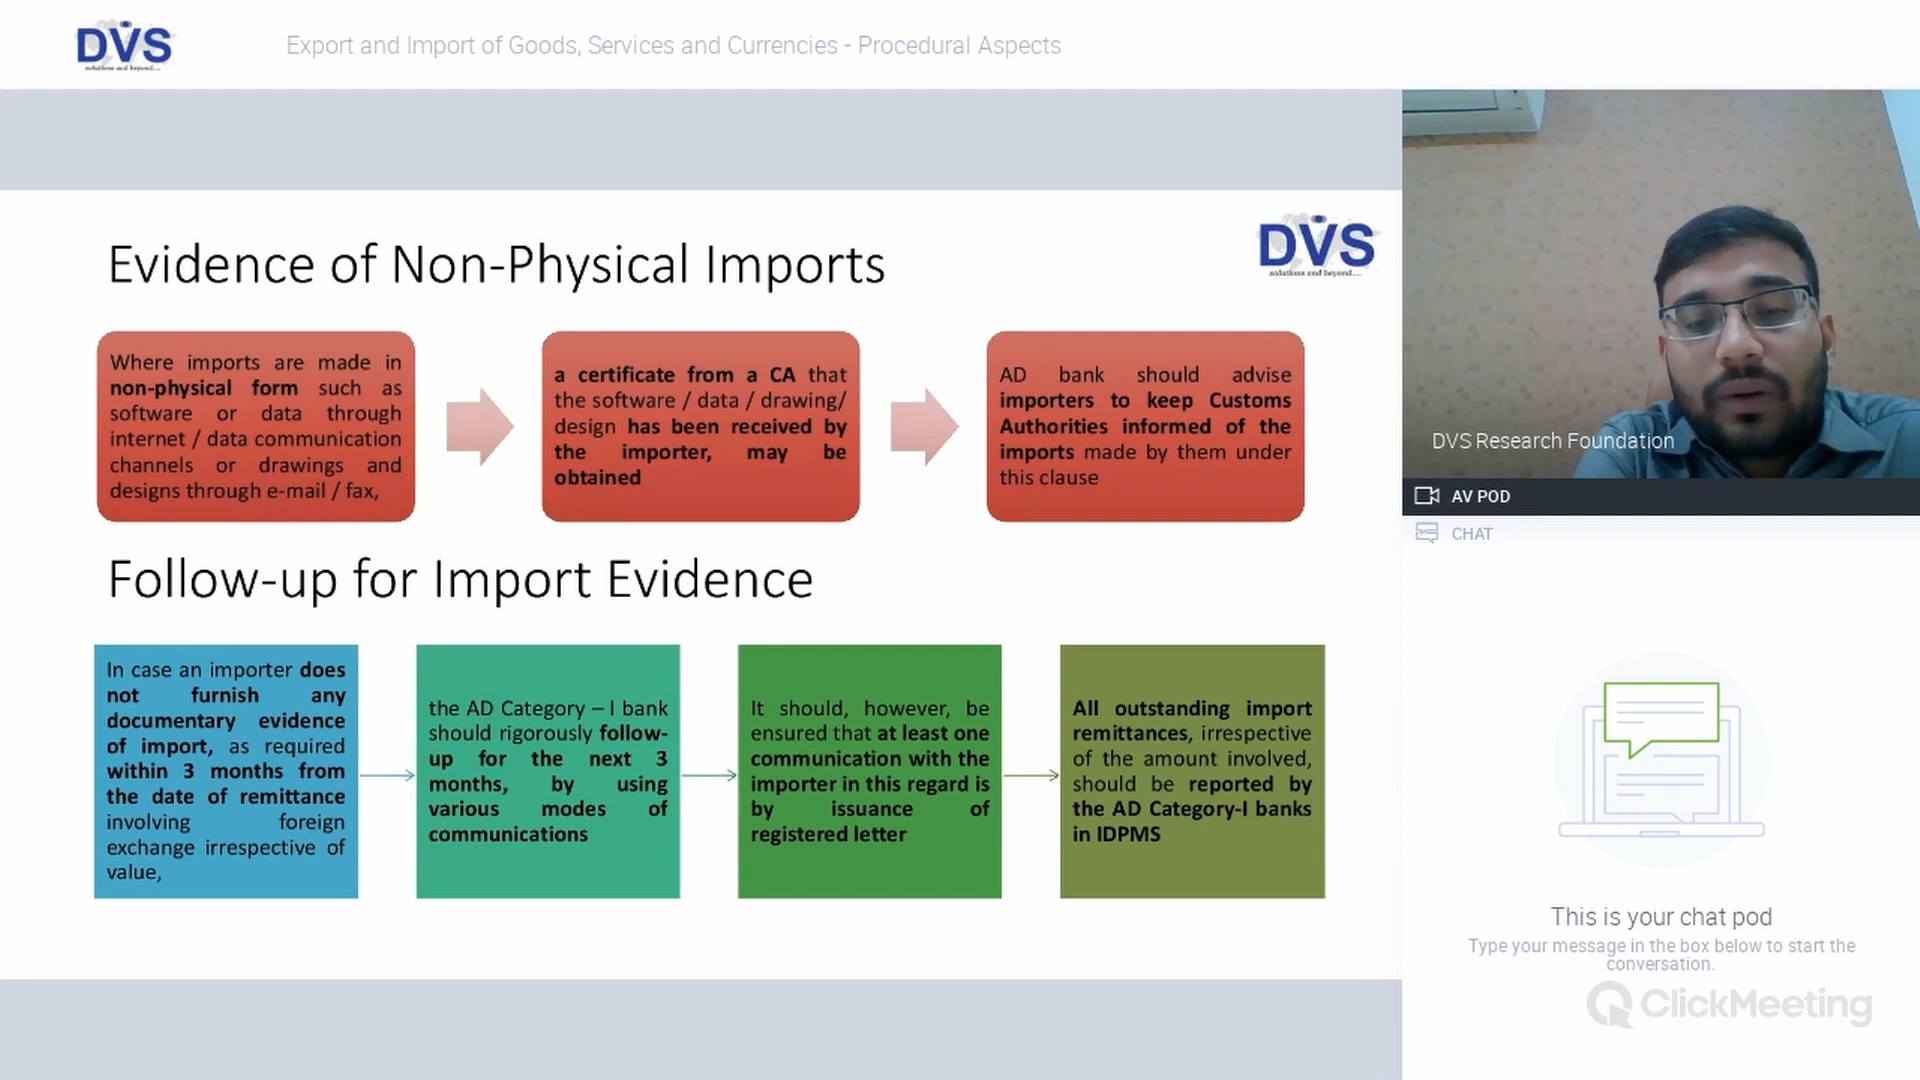 DVS
solutions and beyond....
Export and Import of Goods, Services and Currencies - Procedural Aspects
DVS
solutions and beyond....
Evidence of Non-Physical Imports
Where imports are made in
non-physical form such as
software or data through
internet / data communication
channels or drawings and
designs through e-mail / fax,
a certificate from a CA that
the software / data / drawing/
design has been received by
the importer, may be
obtained
AD bank should advise
importers to keep Customs
Authorities informed of the
imports made by them under
this clause
Follow-up for Import Evidence
In case an importer does
not furnish any
documentary evidence
of import, as required
within 3 months from
the date of remittance
involving foreign
exchange irrespective of
value,
the AD Category – I bank
should rigorously follow-
up for the next 3
months, by using
various modes of
communications
It should, however, be
ensured that at least one
communication with the
importer in this regard is
by issuance of
registered letter
All outstanding import
remittances, irrespective
of the amount involved,
should be reported by
the AD Category-I banks
in IDPMS
DVS Research Foundation
AV POD
CHAT
This is your chat pod
Type your message in the box below to start the
conversation.
ClickMeeting